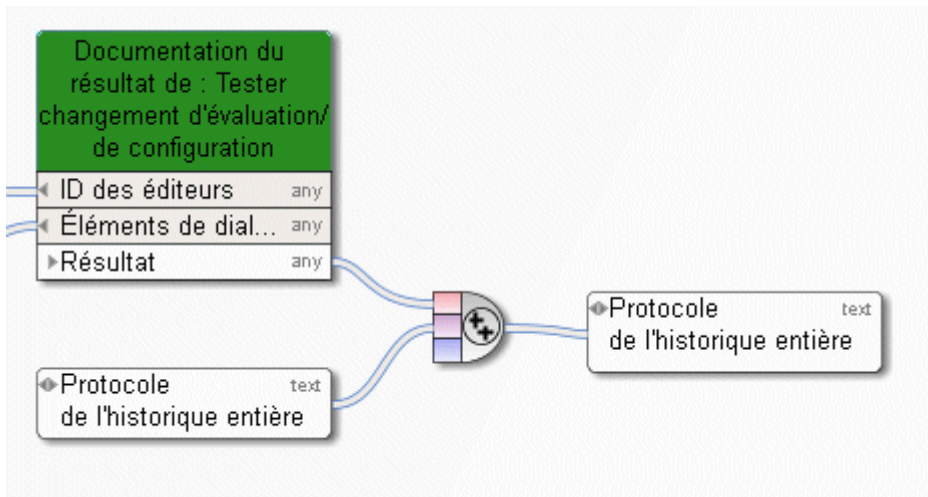 Documentation du
résultat de : Tester
changement d'évaluation/
de configuration
ID des éditeurs any
Éléments de dial... any
Résultat any
Protocole text
de l'historique entière
Protocole text
de l'historique entière